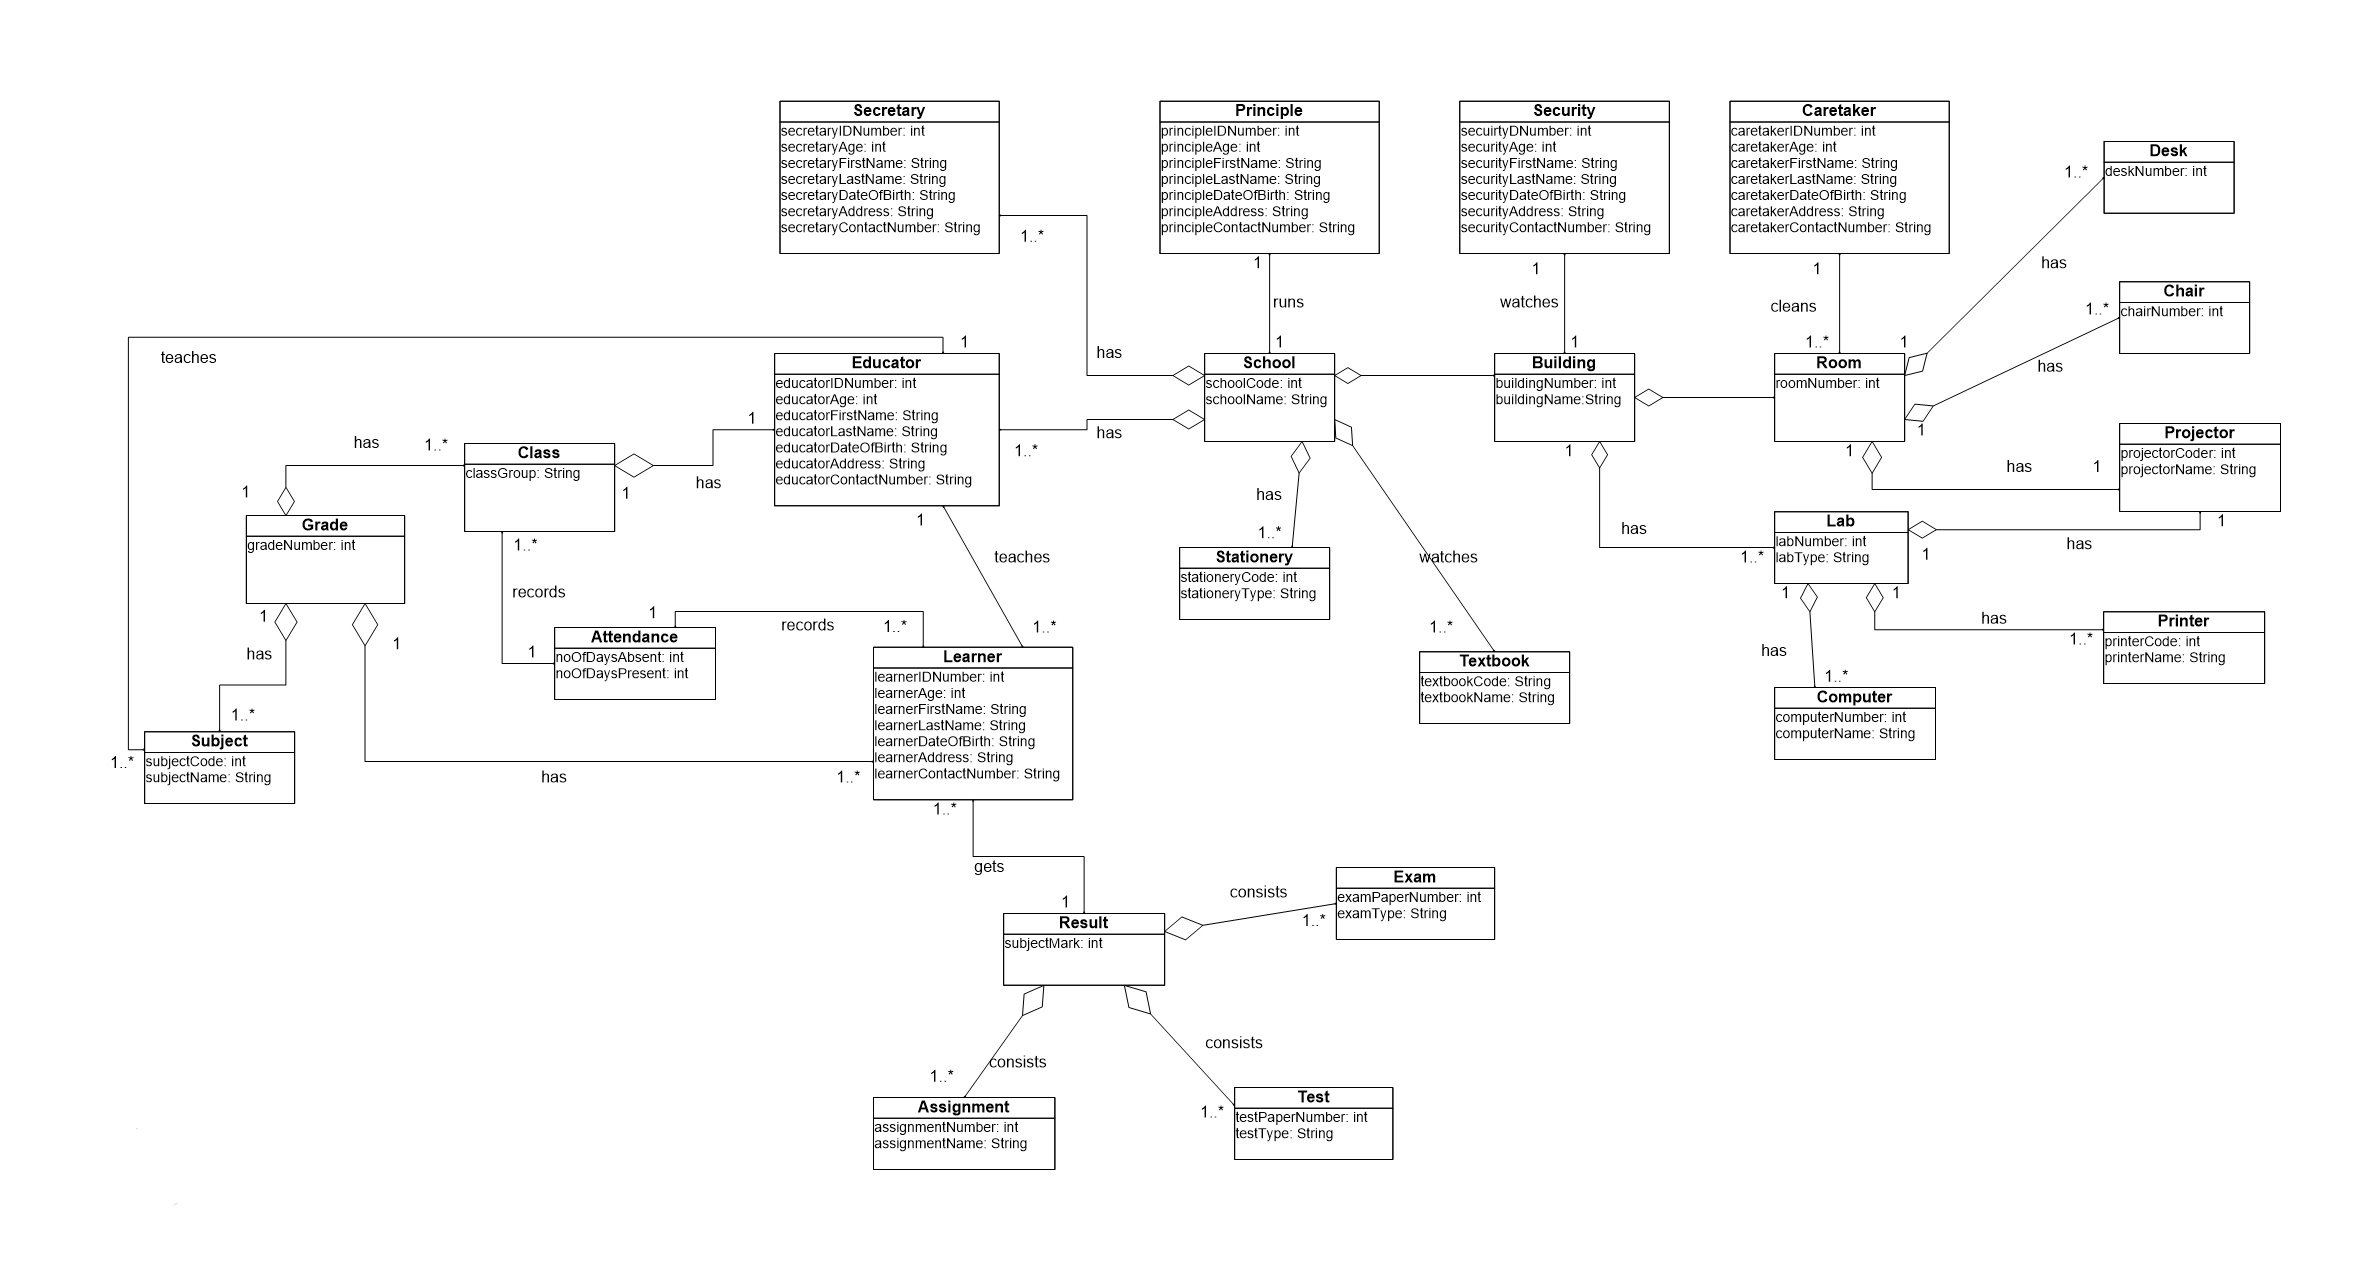 Secretary
secretaryIDNumber: int
secretaryAge: int
secretaryFirstName: String
secretaryLastName: String
secretaryDateOfBirth: String
secretaryAddress: String
secretaryContactNumber: String
1..*
has
Principle
principleIDNumber: int
principleAge: int
principleFirstName: String
principleLastName: String
principleDateOfBirth: String
principleAddress: String
principleContactNumber: String
1
runs
1
Security
secuirtyDNumber: int
securityAge: int
securityFirstName: String
securityLastName: String
securityDateOfBirth: String
securityAddress: String
securityContactNumber: String
1
watches
1
Caretaker
caretakerIDNumber: int
caretakerAge: int
caretakerFirstName: String
caretakerLastName: String
caretakerDateOfBirth: String
caretakerAddress: String
caretakerContactNumber: String
1
cleans
1..*
Desk
deskNumber: int
1..*
has
1
Chair
chairNumber: int
1..*
has
1
teaches
1
Educator
educatorIDNumber: int
educatorAge: int
educatorFirstName: String
educatorLastName: String
educatorDateOfBirth: String
educatorAddress: String
educatorContactNumber: String
1..*
has
School
schoolCode: int
schoolName: String
Building
buildingNumber: int
buildingName:String
Room
roomNumber: int
Projector
projectorCoder: int
projectorName: String
1
has
1
1
has
1..*
Class
classGroup: String
1
has
1
1
Grade
gradeNumber: int
1..*
records
1
Attendance
noOfDaysAbsent: int
noOfDaysPresent: int
1
records
1..*
1
teaches
1..*
has
1..*
Stationery
stationeryCode: int
stationeryType: String
watches
1..*
Textbook
textbookCode: String
textbookName: String
1
has
1..*
Lab
labNumber: int
labType: String
1
has
1
1
has
1..*
Printer
printerCode: int
printerName: String
1
has
1..*
Computer
computerNumber: int
computerName: String
1
has
1..*
Subject
subjectCode: int
subjectName: String
1..*
1
has
1..*
Learner
learnerIDNumber: int
learnerAge: int
learnerFirstName: String
learnerLastName: String
learnerDateOfBirth: String
learnerAddress: String
learnerContactNumber: String
1..*
gets
1
Result
subjectMark: int
consists
1..*
Exam
examPaperNumber: int
examType: String
consists
1..*
Assignment
assignmentNumber: int
assignmentName: String
consists
1..*
Test
testPaperNumber: int
testType: String